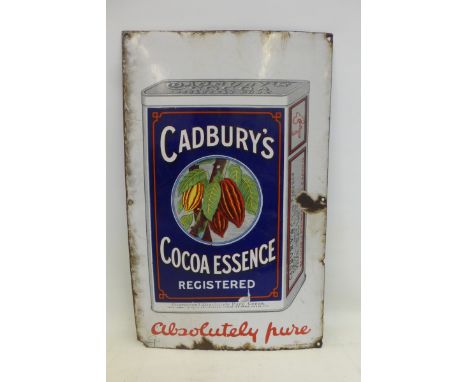 CADBURY'S
COCOA ESSENCE
REGISTERED
absolutely pure